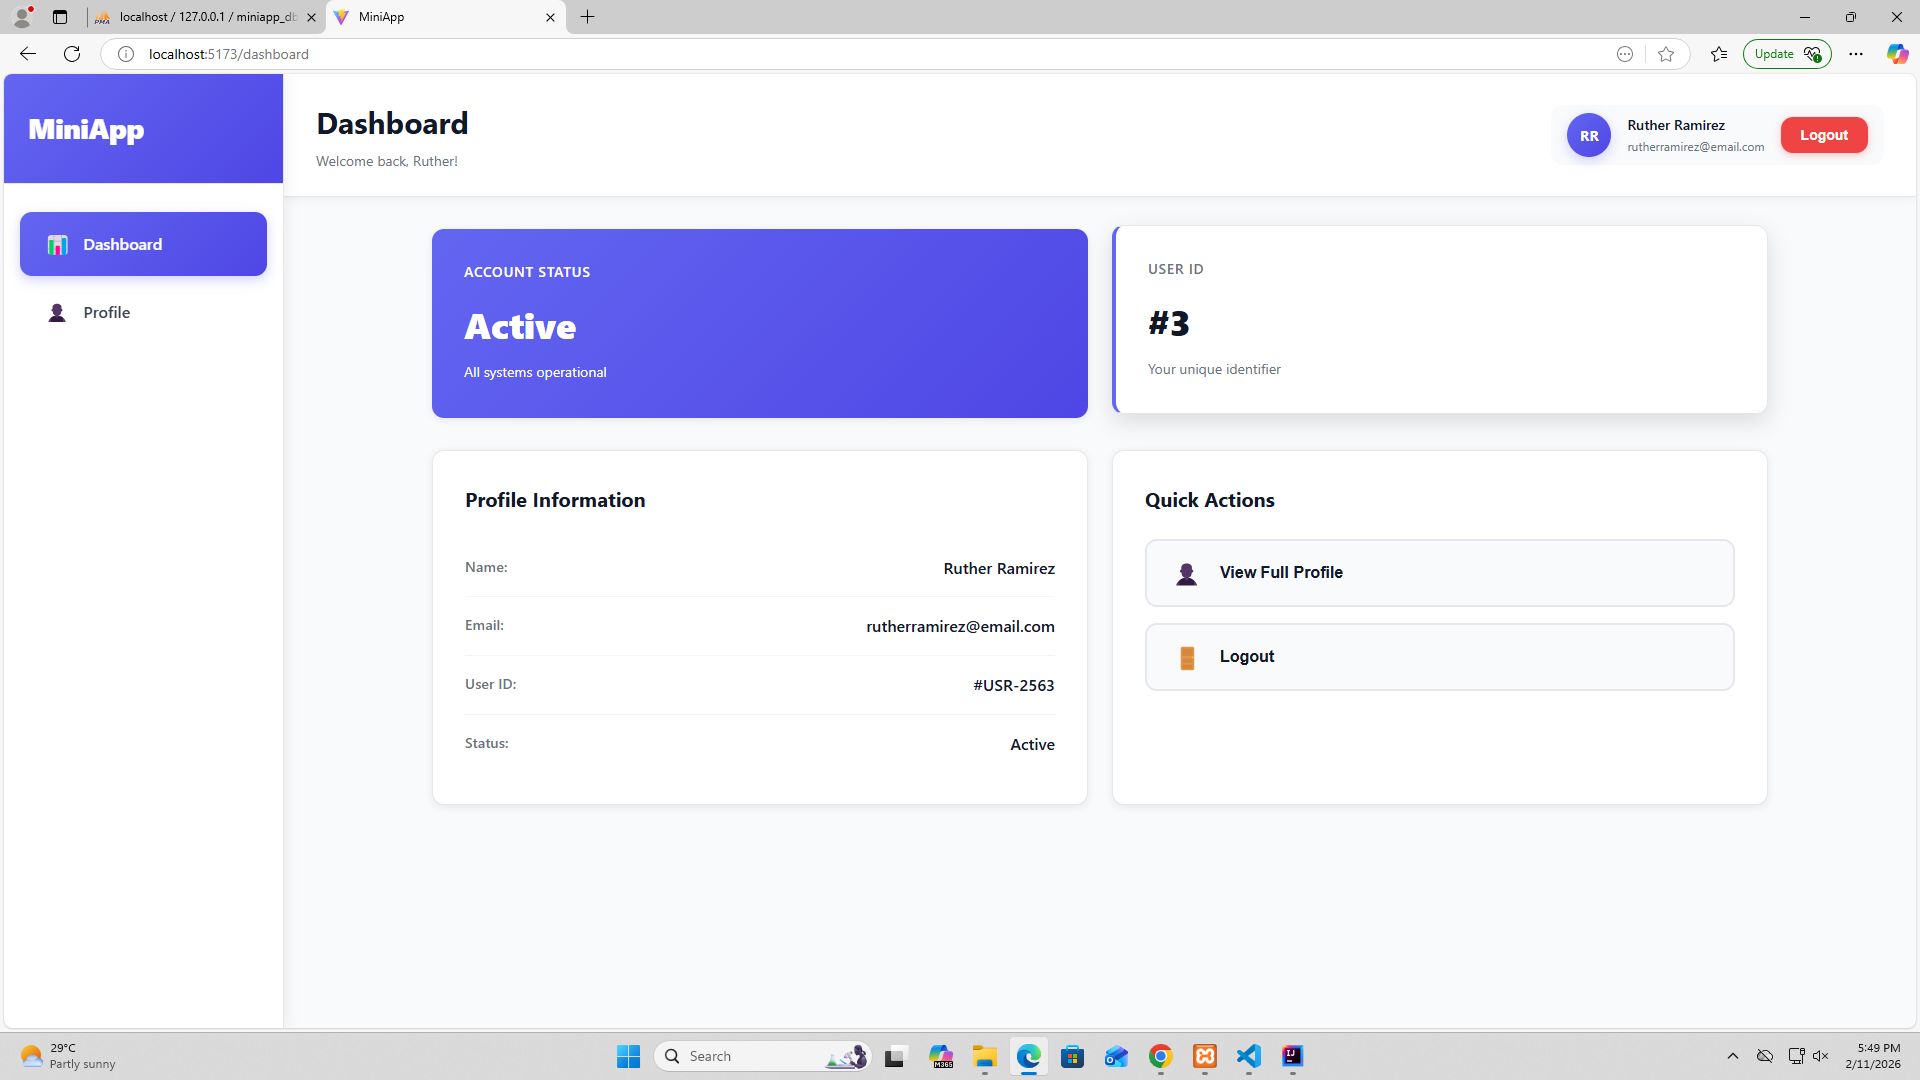 localhost / 127.0.0.1 / miniapp_db
MiniApp
localhost:5173/dashboard
Update
MiniApp
Dashboard
Profile
Dashboard
Welcome back, Ruther!
RR
Ruther Ramirez
rutherramirez@email.com
Logout
ACCOUNT STATUS
Active
All systems operational
USER ID
#3
Your unique identifier
Profile Information
Name:
Ruther Ramirez
Email:
rutherramirez@email.com
User ID:
#USR-2563
Status:
Active
Quick Actions
View Full Profile
Logout
29°C
Partly sunny
Search
M365
5:49 PM
2/11/2026